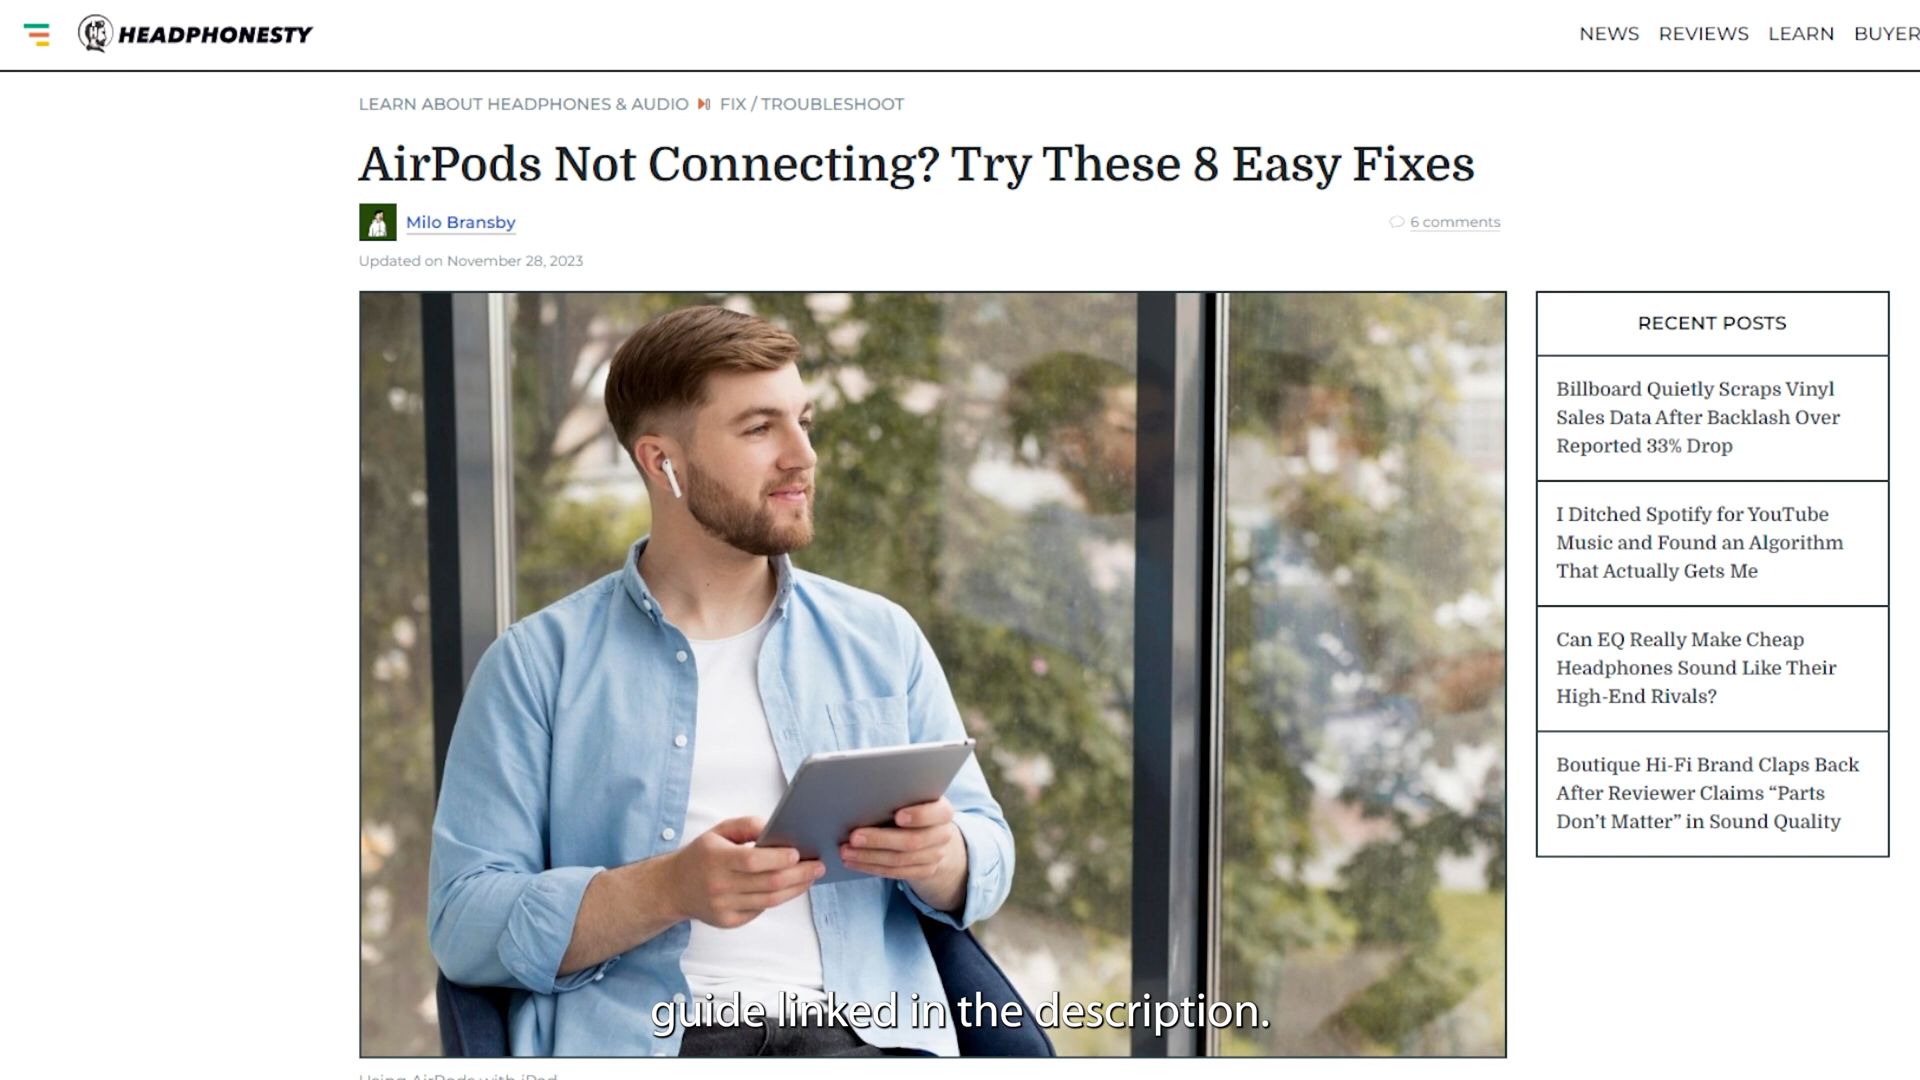 HEADPHONESTY
NEWS REVIEWS LEARN BUYER
LEARN ABOUT HEADPHONES & AUDIO FIX / TROUBLESHOOT
AirPods Not Connecting? Try These 8 Easy Fixes
Milo Bransby
6 comments
Updated on November 28, 2023
RECENT POSTS
Billboard Quietly Scraps Vinyl
Sales Data After Backlash Over
Reported 33% Drop
I Ditched Spotify for YouTube
Music and Found an Algorithm
That Actually Gets Me
Can EQ Really Make Cheap
Headphones Sound Like Their
High-End Rivals?
Boutique Hi-Fi Brand Claps Back
After Reviewer Claims “Parts
Don’t Matter” in Sound Quality
guide linked in the description.
Using AirPods with iPad